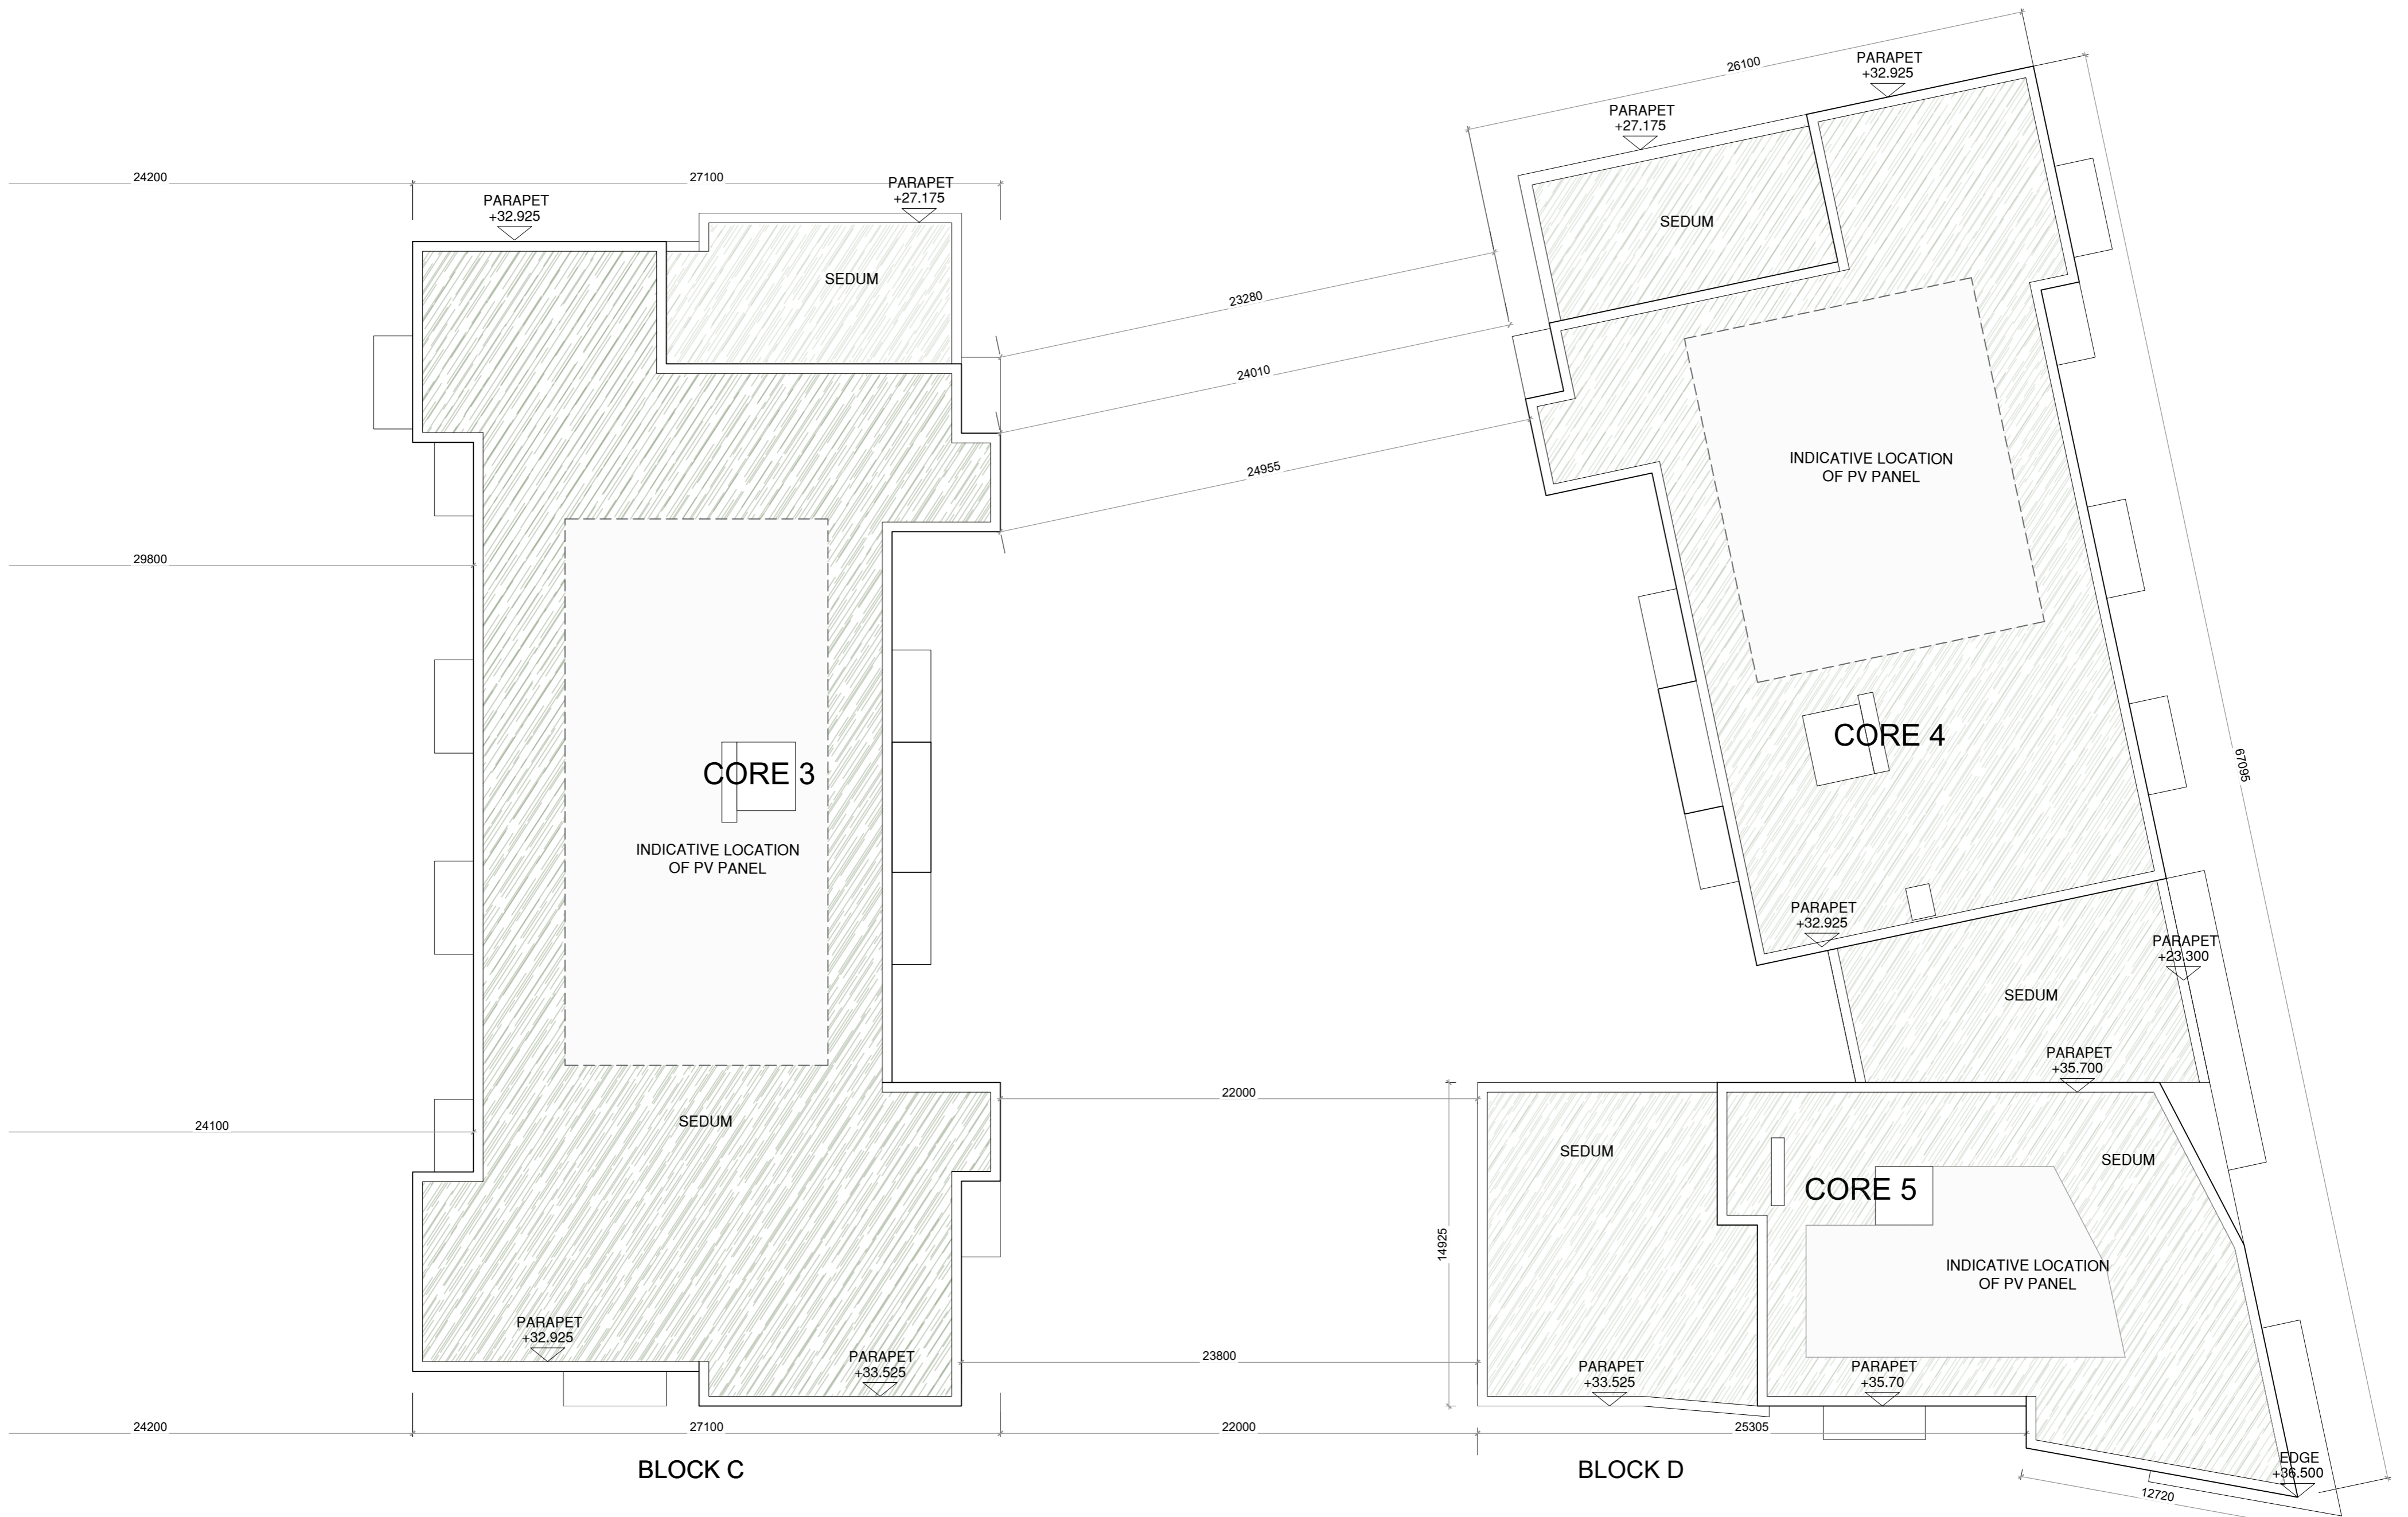 26100
PARAPET
+32.925
PARAPET
+27.175
24200
27100
PARAPET
+27.175
PARAPET
+32.925
SEDUM
SEDUM
23280
24010
24955
INDICATIVE LOCATION
OF PV PANEL
29800
CORE 4
67095
CORE 3
INDICATIVE LOCATION
OF PV PANEL
PARAPET
+32.925
PARAPET
+23.300
SEDUM
PARAPET
+35.700
22000
SEDUM
24100
SEDUM
SEDUM
CORE 5
14925
INDICATIVE LOCATION
OF PV PANEL
PARAPET
+32.925
PARAPET
+33.525
23800
PARAPET
+33.525
PARAPET
+35.70
24200
27100
22000
25305
BLOCK C
BLOCK D
EDGE
+36.500
12720